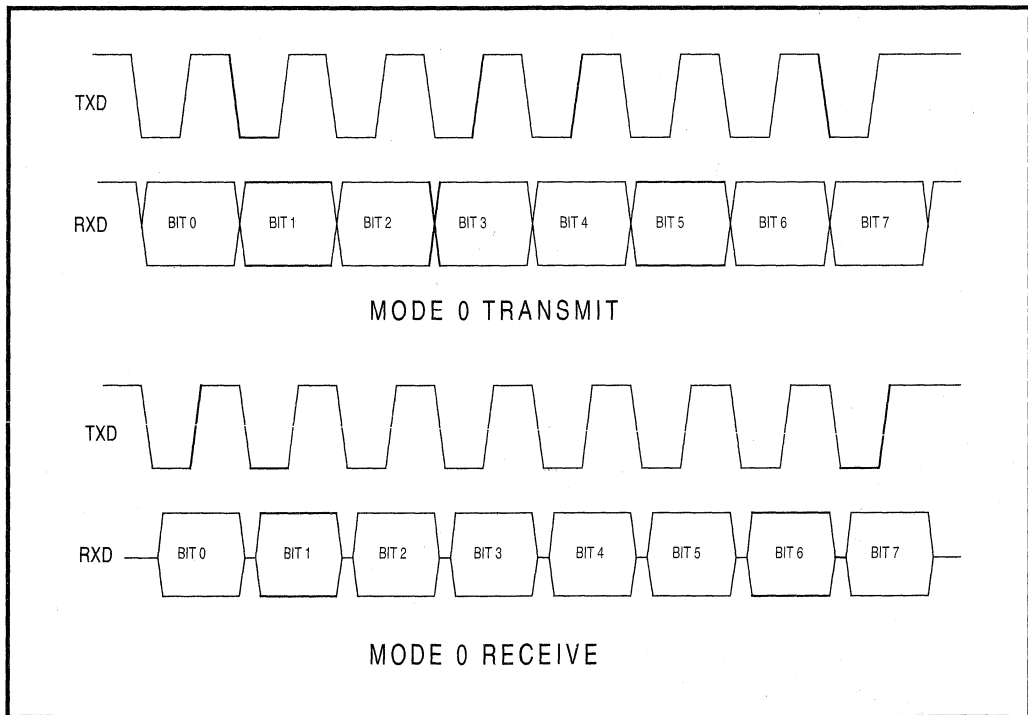 TXD
RXD BIT 0 BIT 1 BIT 2 BIT 3 BIT 4 BIT 5 BIT 6 BIT 7
MODE 0 TRANSMIT
TXD
RXD BIT 0 BIT 1 BIT 2 BIT 3 BIT 4 BIT 5 BIT 6 BIT 7
MODE 0 RECEIVE